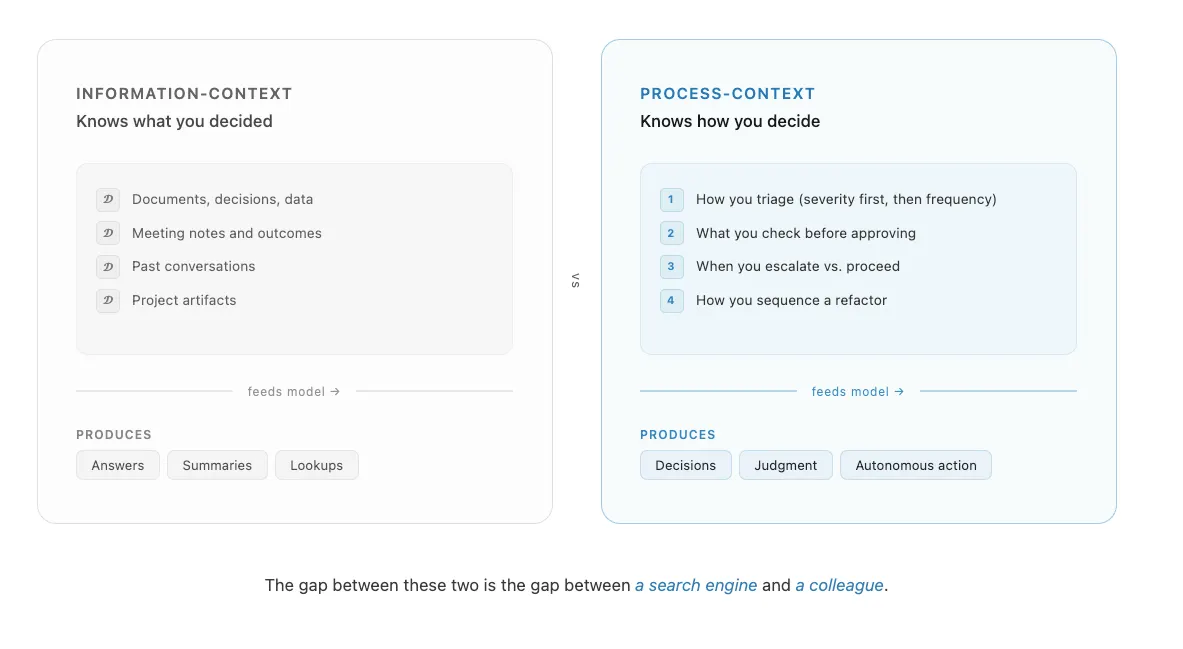 INFORMATION-CONTEXT
Knows what you decided
𝒟 Documents, decisions, data
𝒟 Meeting notes and outcomes
𝒟 Past conversations
𝒟 Project artifacts
feeds model →
PRODUCES
Answers Summaries Lookups
vs
PROCESS-CONTEXT
Knows how you decide
1 How you triage (severity first, then frequency)
2 What you check before approving
3 When you escalate vs. proceed
4 How you sequence a refactor
feeds model →
PRODUCES
Decisions Judgment Autonomous action
The gap between these two is the gap between a search engine and a colleague.